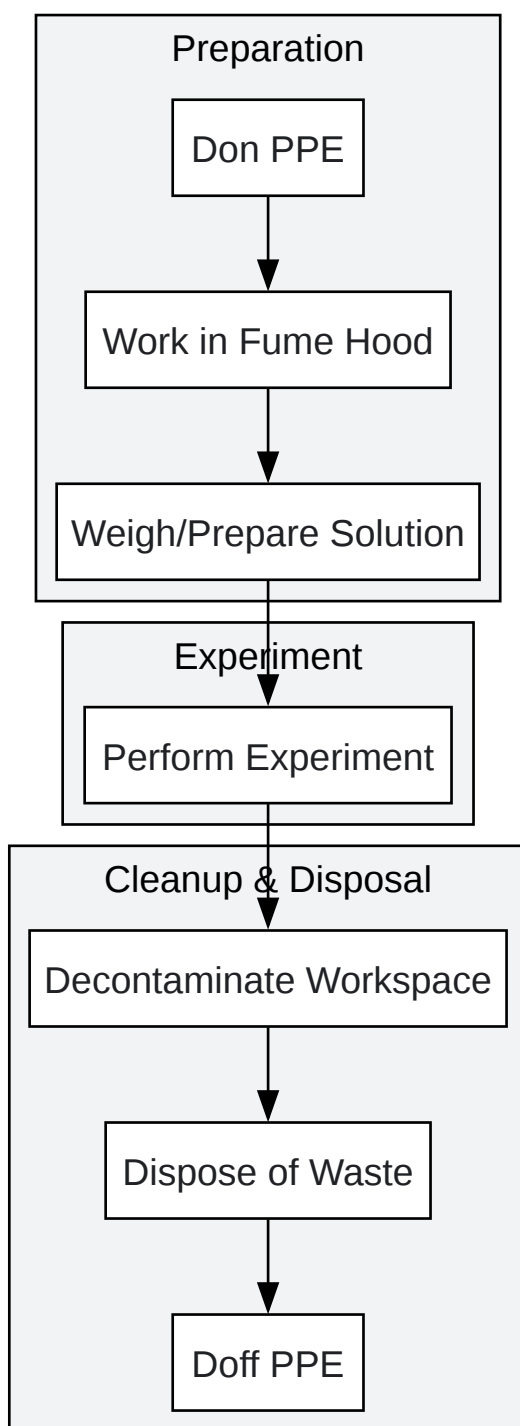 Preparation
Don PPE
Work in Fume Hood
Weigh/Prepare Solution
Experiment
Perform Experiment
Cleanup & Disposal
Decontaminate Workspace
Dispose of Waste
Doff PPE